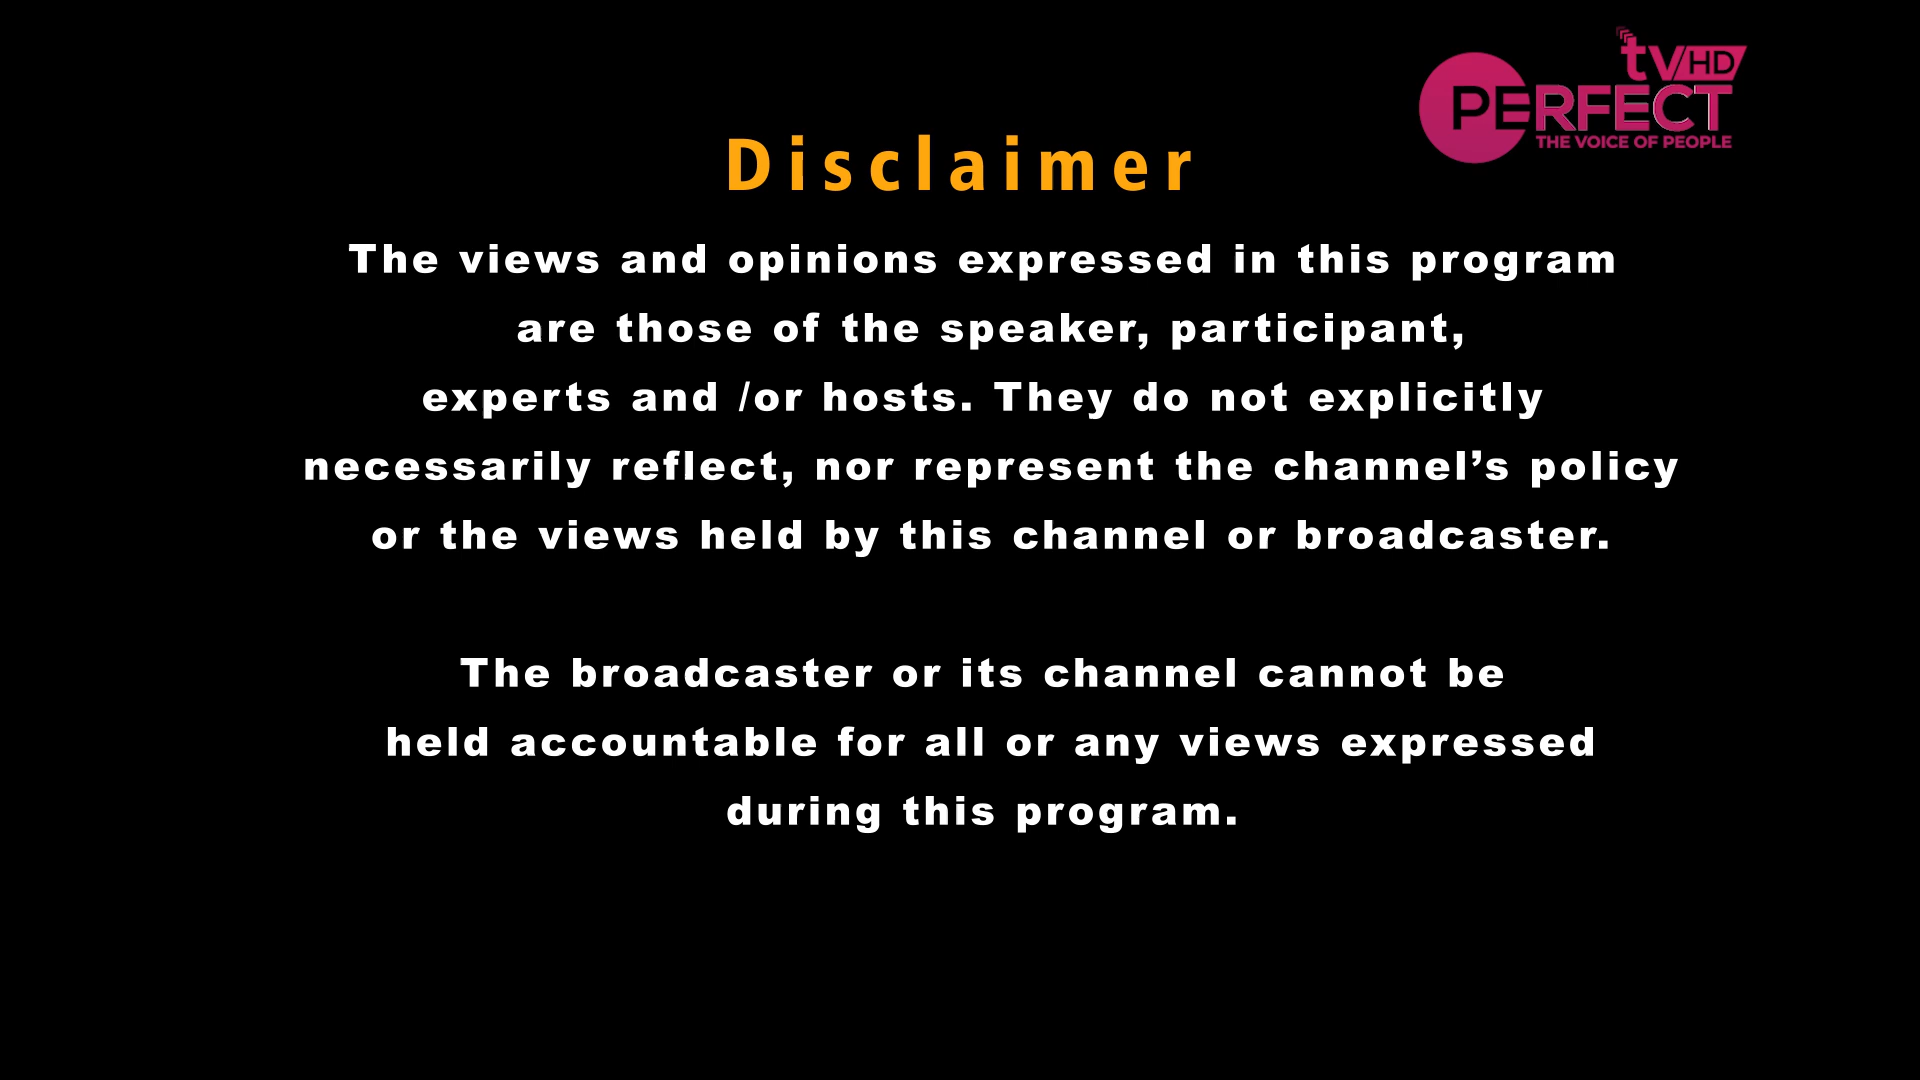 tv HD
PERFECT
THE VOICE OF PEOPLE
Disclaimer
The views and opinions expressed in this program
are those of the speaker, participant,
experts and /or hosts. They do not explicitly
necessarily reflect, nor represent the channel’s policy
or the views held by this channel or broadcaster.
The broadcaster or its channel cannot be
held accountable for all or any views expressed
during this program.